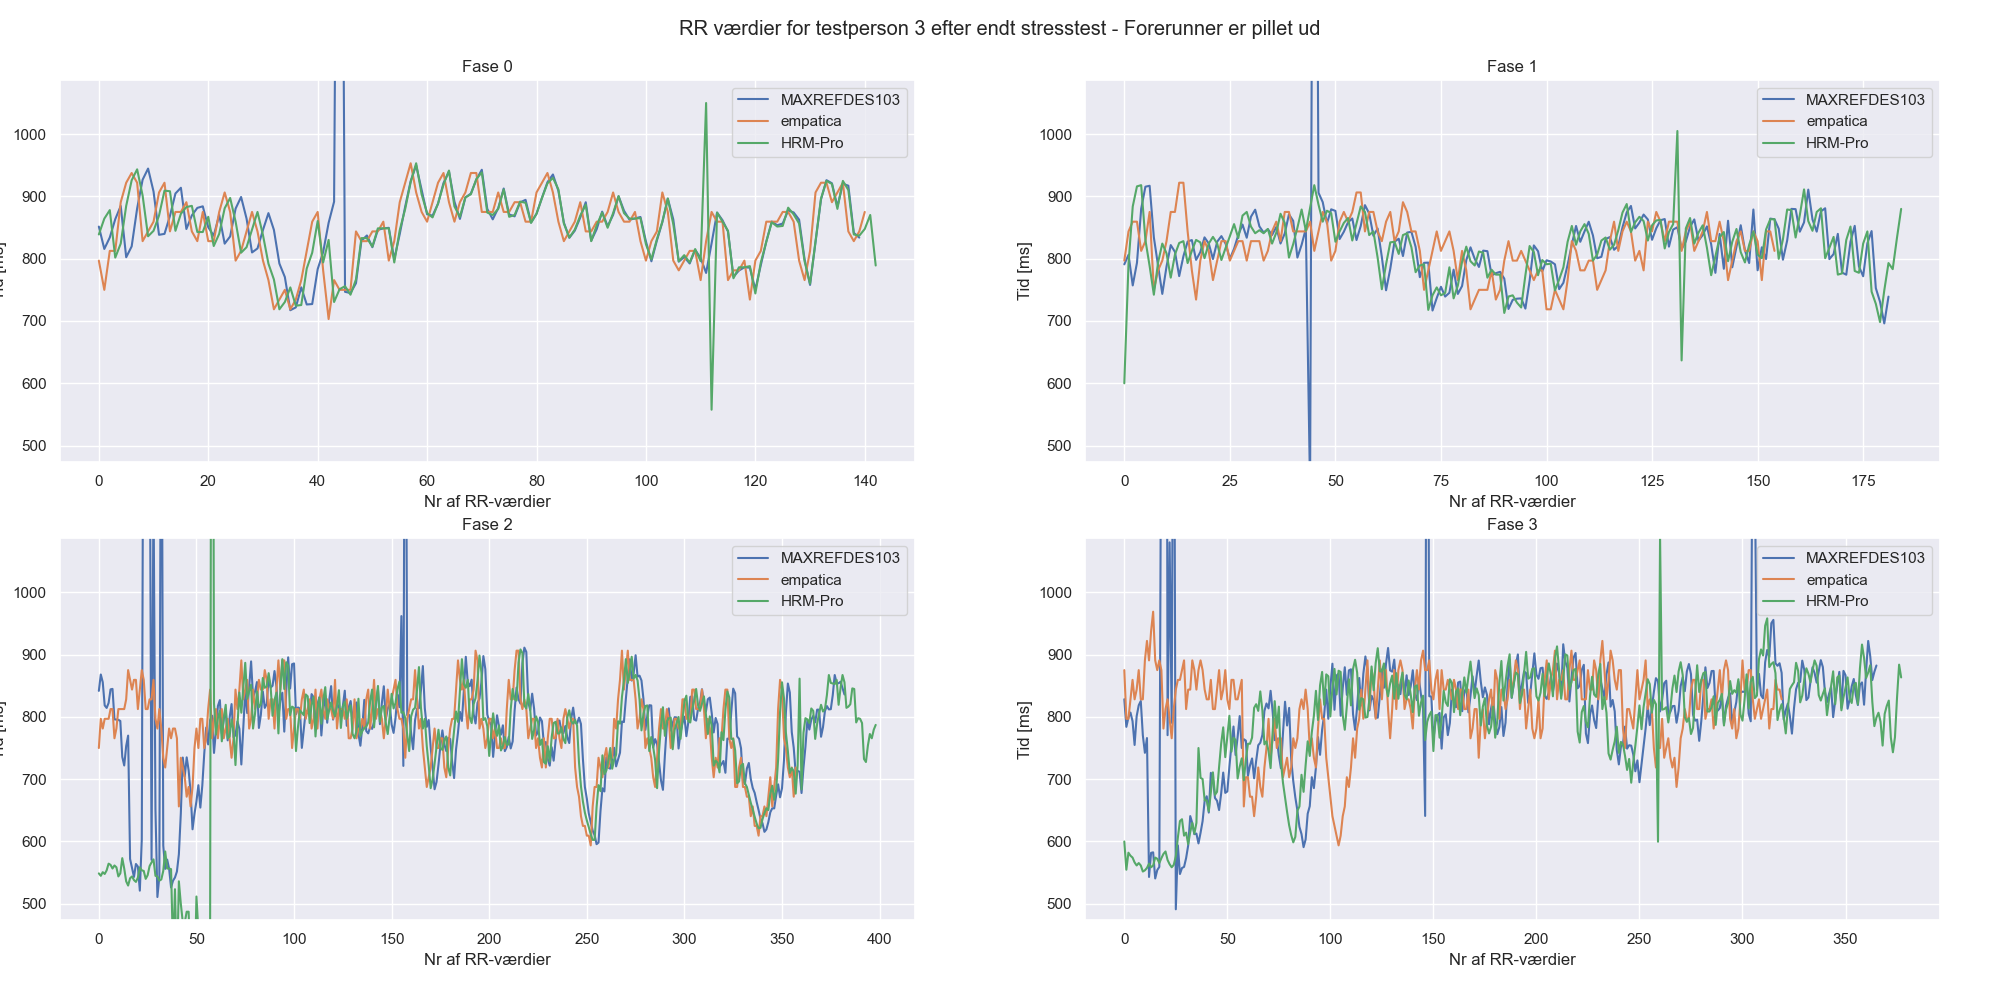 RR værdier for testperson 3 efter endt stresstest - Forerunner er pillet ud
Fase 0
MAXREFDES103
empatica
HRM-Pro
1000
900
800
700
600
500
0 20 40 60 80 100 120 140
Nr af RR-værdier
Fase 1
MAXREFDES103
empatica
HRM-Pro
Tid [ms]
1000
900
800
700
600
500
0 25 50 75 100 125 150 175
Nr af RR-værdier
Fase 2
MAXREFDES103
empatica
HRM-Pro
1000
900
800
700
600
500
0 50 100 150 200 250 300 350 400
Nr af RR-værdier
Fase 3
MAXREFDES103
empatica
HRM-Pro
Tid [ms]
1000
900
800
700
600
500
0 50 100 150 200 250 300 350
Nr af RR-værdier